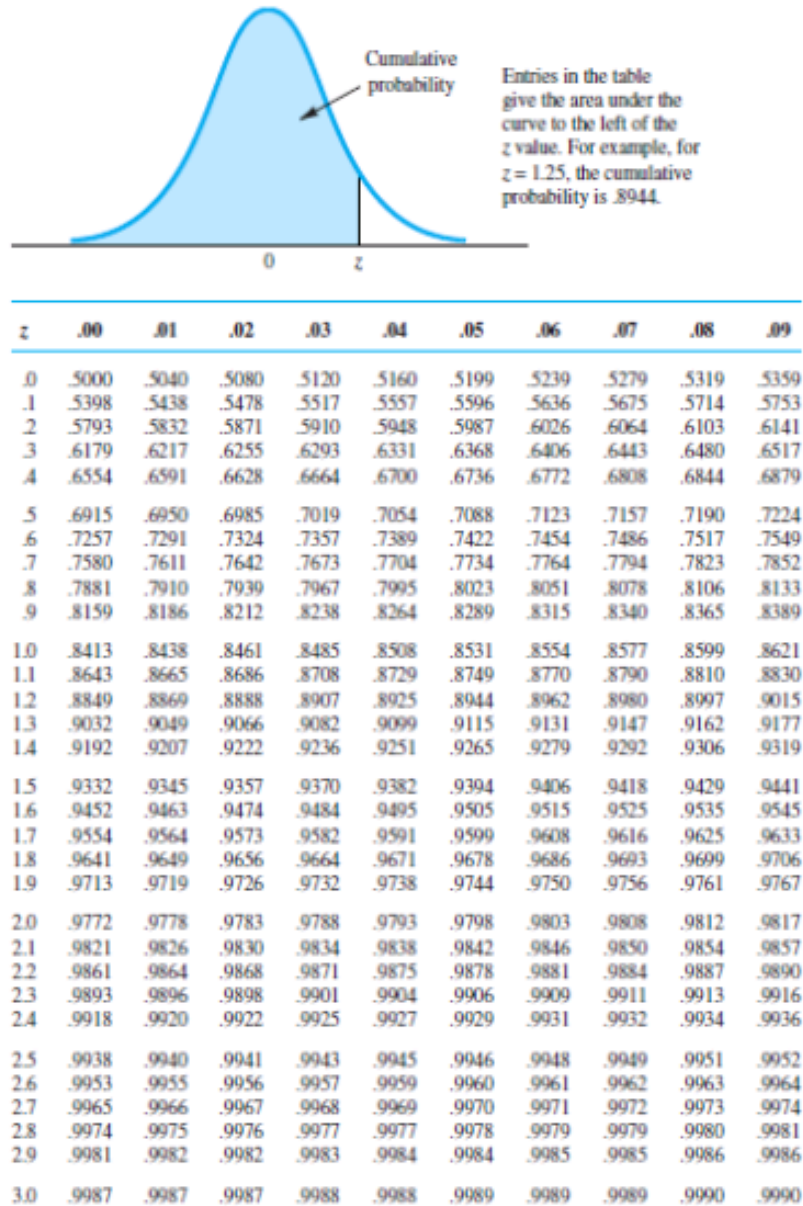 Cumulative
probability
Entries in the table
give the area under the
curve to the left of the
z value. For example, for
z = 1.25, the cumulative
probability is .8944.
0 z
z .00 .01 .02 .03 .04 .05 .06 .07 .08 .09
.0 .5000 .5040 .5080 .5120 .5160 .5199 .5239 .5279 .5319 .5359
.1 .5398 .5438 .5478 .5517 .5557 .5596 .5636 .5675 .5714 .5753
.2 .5793 .5832 .5871 .5910 .5948 .5987 .6026 .6064 .6103 .6141
.3 .6179 .6217 .6255 .6293 .6331 .6368 .6406 .6443 .6480 .6517
.4 .6554 .6591 .6628 .6664 .6700 .6736 .6772 .6808 .6844 .6879
.5 .6915 .6950 .6985 .7019 .7054 .7088 .7123 .7157 .7190 .7224
.6 .7257 .7291 .7324 .7357 .7389 .7422 .7454 .7486 .7517 .7549
.7 .7580 .7611 .7642 .7673 .7704 .7734 .7764 .7794 .7823 .7852
.8 .7881 .7910 .7939 .7967 .7995 .8023 .8051 .8078 .8106 .8133
.9 .8159 .8186 .8212 .8238 .8264 .8289 .8315 .8340 .8365 .8389
1.0 .8413 .8438 .8461 .8485 .8508 .8531 .8554 .8577 .8599 .8621
1.1 .8643 .8665 .8686 .8708 .8729 .8749 .8770 .8790 .8810 .8830
1.2 .8849 .8869 .8888 .8907 .8925 .8944 .8962 .8980 .8997 .9015
1.3 .9032 .9049 .9066 .9082 .9099 .9115 .9131 .9147 .9162 .9177
1.4 .9192 .9207 .9222 .9236 .9251 .9265 .9279 .9292 .9306 .9319
1.5 .9332 .9345 .9357 .9370 .9382 .9394 .9406 .9418 .9429 .9441
1.6 .9452 .9463 .9474 .9484 .9495 .9505 .9515 .9525 .9535 .9545
1.7 .9554 .9564 .9573 .9582 .9591 .9599 .9608 .9616 .9625 .9633
1.8 .9641 .9649 .9656 .9664 .9671 .9678 .9686 .9693 .9699 .9706
1.9 .9713 .9719 .9726 .9732 .9738 .9744 .9750 .9756 .9761 .9767
2.0 .9772 .9778 .9783 .9788 .9793 .9798 .9803 .9808 .9812 .9817
2.1 .9821 .9826 .9830 .9834 .9838 .9842 .9846 .9850 .9854 .9857
2.2 .9861 .9864 .9868 .9871 .9875 .9878 .9881 .9884 .9887 .9890
2.3 .9893 .9896 .9898 .9901 .9904 .9906 .9909 .9911 .9913 .9916
2.4 .9918 .9920 .9922 .9925 .9927 .9929 .9931 .9932 .9934 .9936
2.5 .9938 .9940 .9941 .9943 .9945 .9946 .9948 .9949 .9951 .9952
2.6 .9953 .9955 .9956 .9957 .9959 .9960 .9961 .9962 .9963 .9964
2.7 .9965 .9966 .9967 .9968 .9969 .9970 .9971 .9972 .9973 .9974
2.8 .9974 .9975 .9976 .9977 .9977 .9978 .9979 .9979 .9980 .9981
2.9 .9981 .9982 .9982 .9983 .9984 .9984 .9985 .9985 .9986 .9986
3.0 .9987 .9987 .9987 .9988 .9988 .9989 .9989 .9989 .9990 .9990